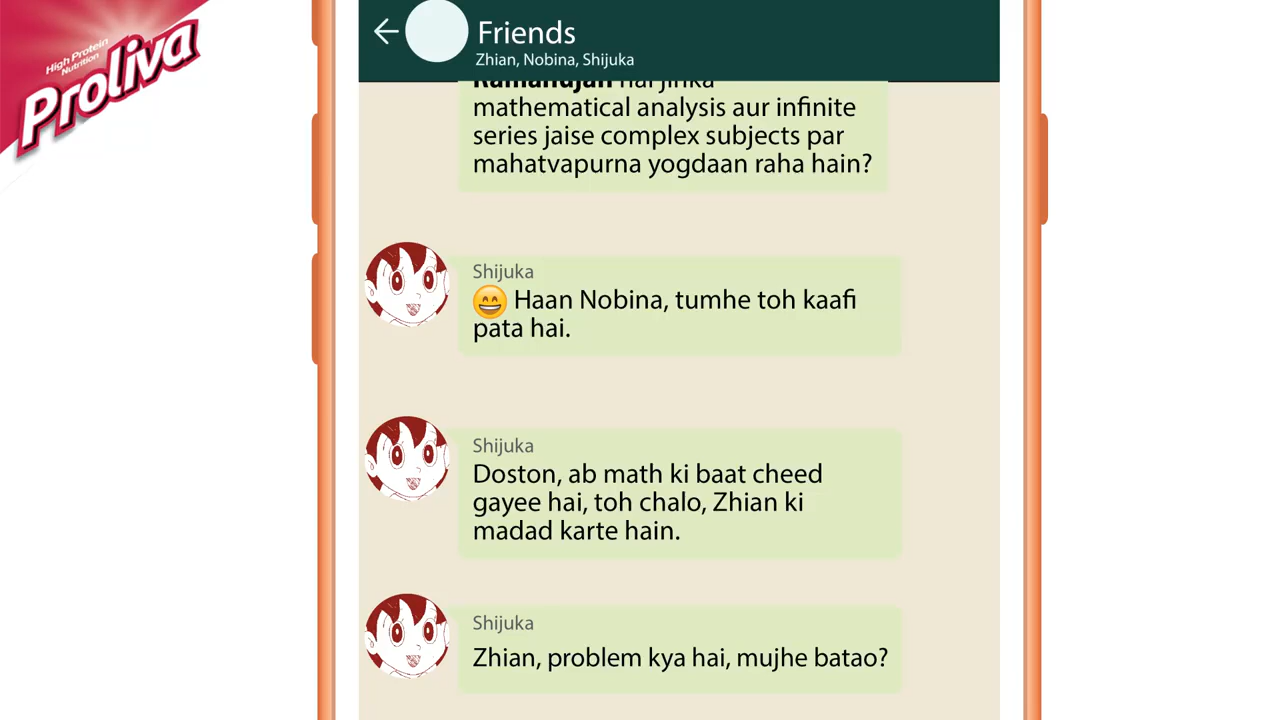 High Protein
Nutrition
Proliva
Friends
Zhian, Nobina, Shijuka
Ramandjan hai jinka
mathematical analysis aur infinite
series jaise complex subjects par
mahatvapurna yogdaan raha hain?
Shijuka
😄 Haan Nobina, tumhe toh kaafi
pata hai.
Shijuka
Doston, ab math ki baat cheed
gayee hai, toh chalo, Zhian ki
madad karte hain.
Shijuka
Zhian, problem kya hai, mujhe batao?